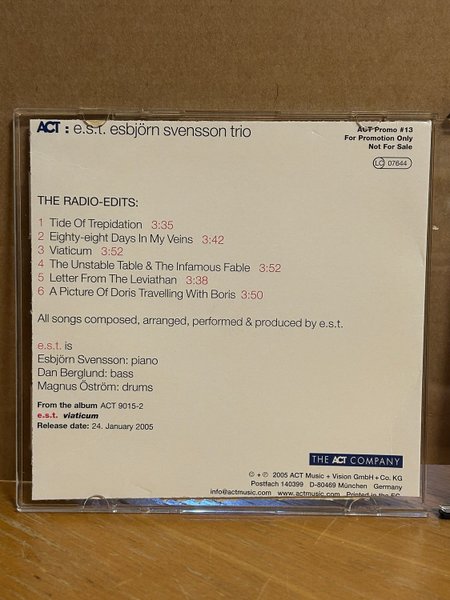 ACT : e.s.t. esbjörn svensson trio
ACT Promo #13
For Promotion Only
Not For Sale
LC 07644
THE RADIO-EDITS:
1 Tide Of Trepidation 3:35
2 Eighty-eight Days In My Veins 3:42
3 Viaticum 3:52
4 The Unstable Table & The Infamous Fable 3:52
5 Letter From The Leviathan 3:38
6 A Picture Of Doris Travelling With Boris 3:50
All songs composed, arranged, performed & produced by e.s.t.
e.s.t. is
Esbjörn Svensson: piano
Dan Berglund: bass
Magnus Öström: drums
From the album ACT 9015-2
e.s.t. viaticum
Release date: 24. January 2005
THE ACT COMPANY
© + ℗ 2005 ACT Music + Vision GmbH + Co. KG
Postfach 140399 D-80469 München Germany
info@actmusic.com www.actmusic.com Printed in the EC